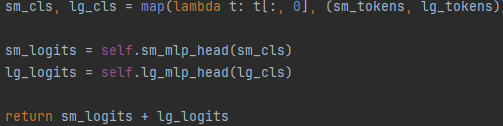 sm_cls, lg_cls = map(lambda t: t[:, 0], (sm_tokens, lg_tokens)
sm_logits = self.sm_mlp_head(sm_cls)
lg_logits = self.lg_mlp_head(lg_cls)
return sm_logits + lg_logits